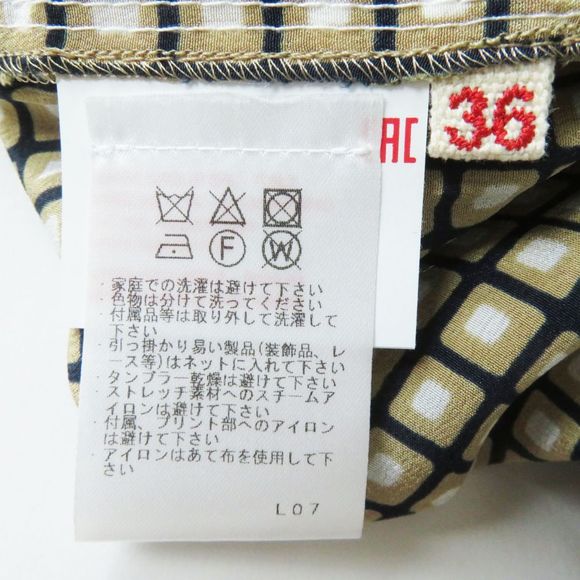 36
AC
F W
・家庭での洗濯は避けて下さい
・色物は分けて洗ってください
・付属品等は取り外して洗濯して
下さい
・引っ掛かり易い製品(装飾品、レ
ース等)はネットに入れて下さい
・タンブラー乾燥は避けて下さい
・ストレッチ素材へのスチームア
イロンは避けて下さい
・付属、プリント部へのアイロン
は避けて下さい
・アイロンはあて布を使用して下
さい
L07